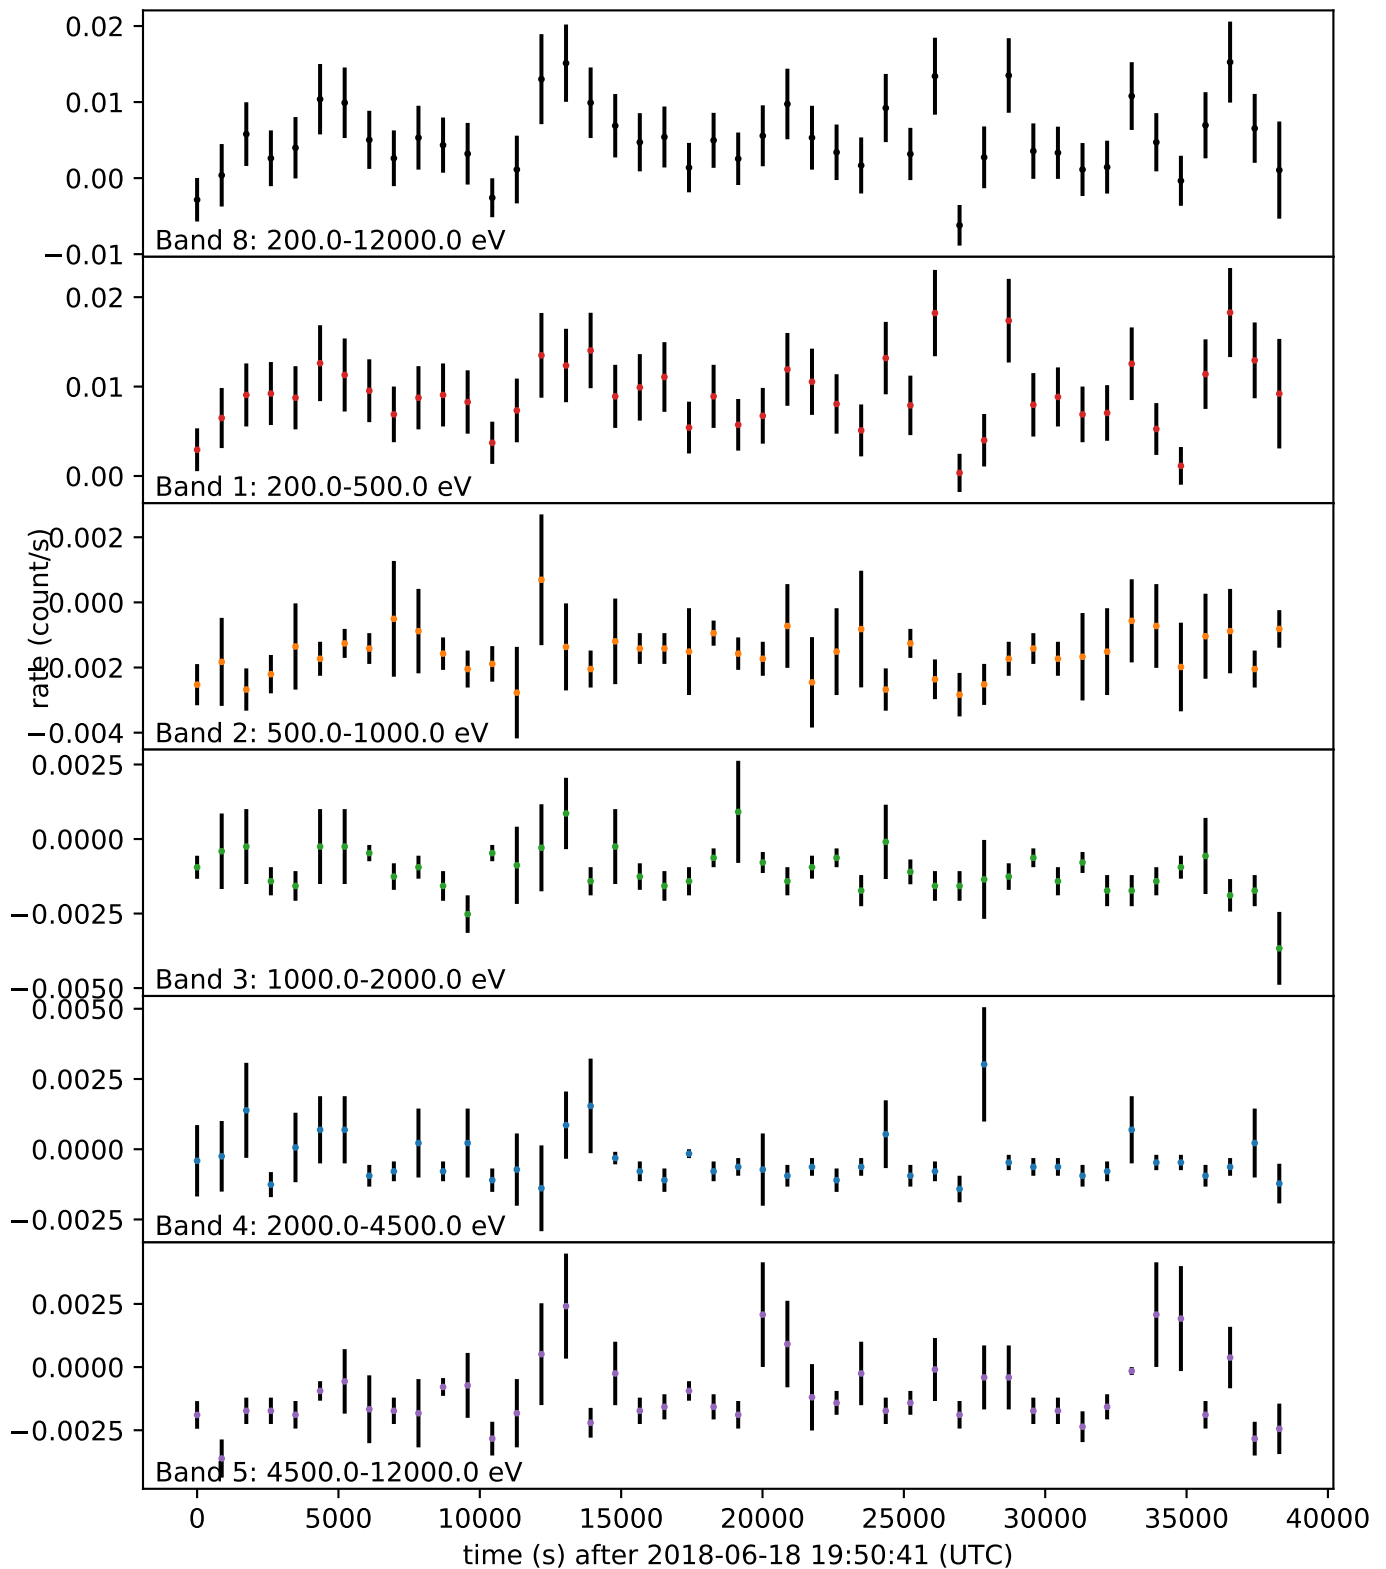 0.02
0.01
0.00
−0.01
Band 8: 200.0-12000.0 eV
0.02
0.01
0.00
Band 1: 200.0-500.0 eV
rate (count/s)
0.002
0.000
−0.002
−0.004
Band 2: 500.0-1000.0 eV
0.0025
0.0000
−0.0025
−0.0050
Band 3: 1000.0-2000.0 eV
0.0050
0.0025
0.0000
−0.0025
Band 4: 2000.0-4500.0 eV
0.0025
0.0000
−0.0025
Band 5: 4500.0-12000.0 eV
0 5000 10000 15000 20000 25000 30000 35000 40000
time (s) after 2018-06-18 19:50:41 (UTC)